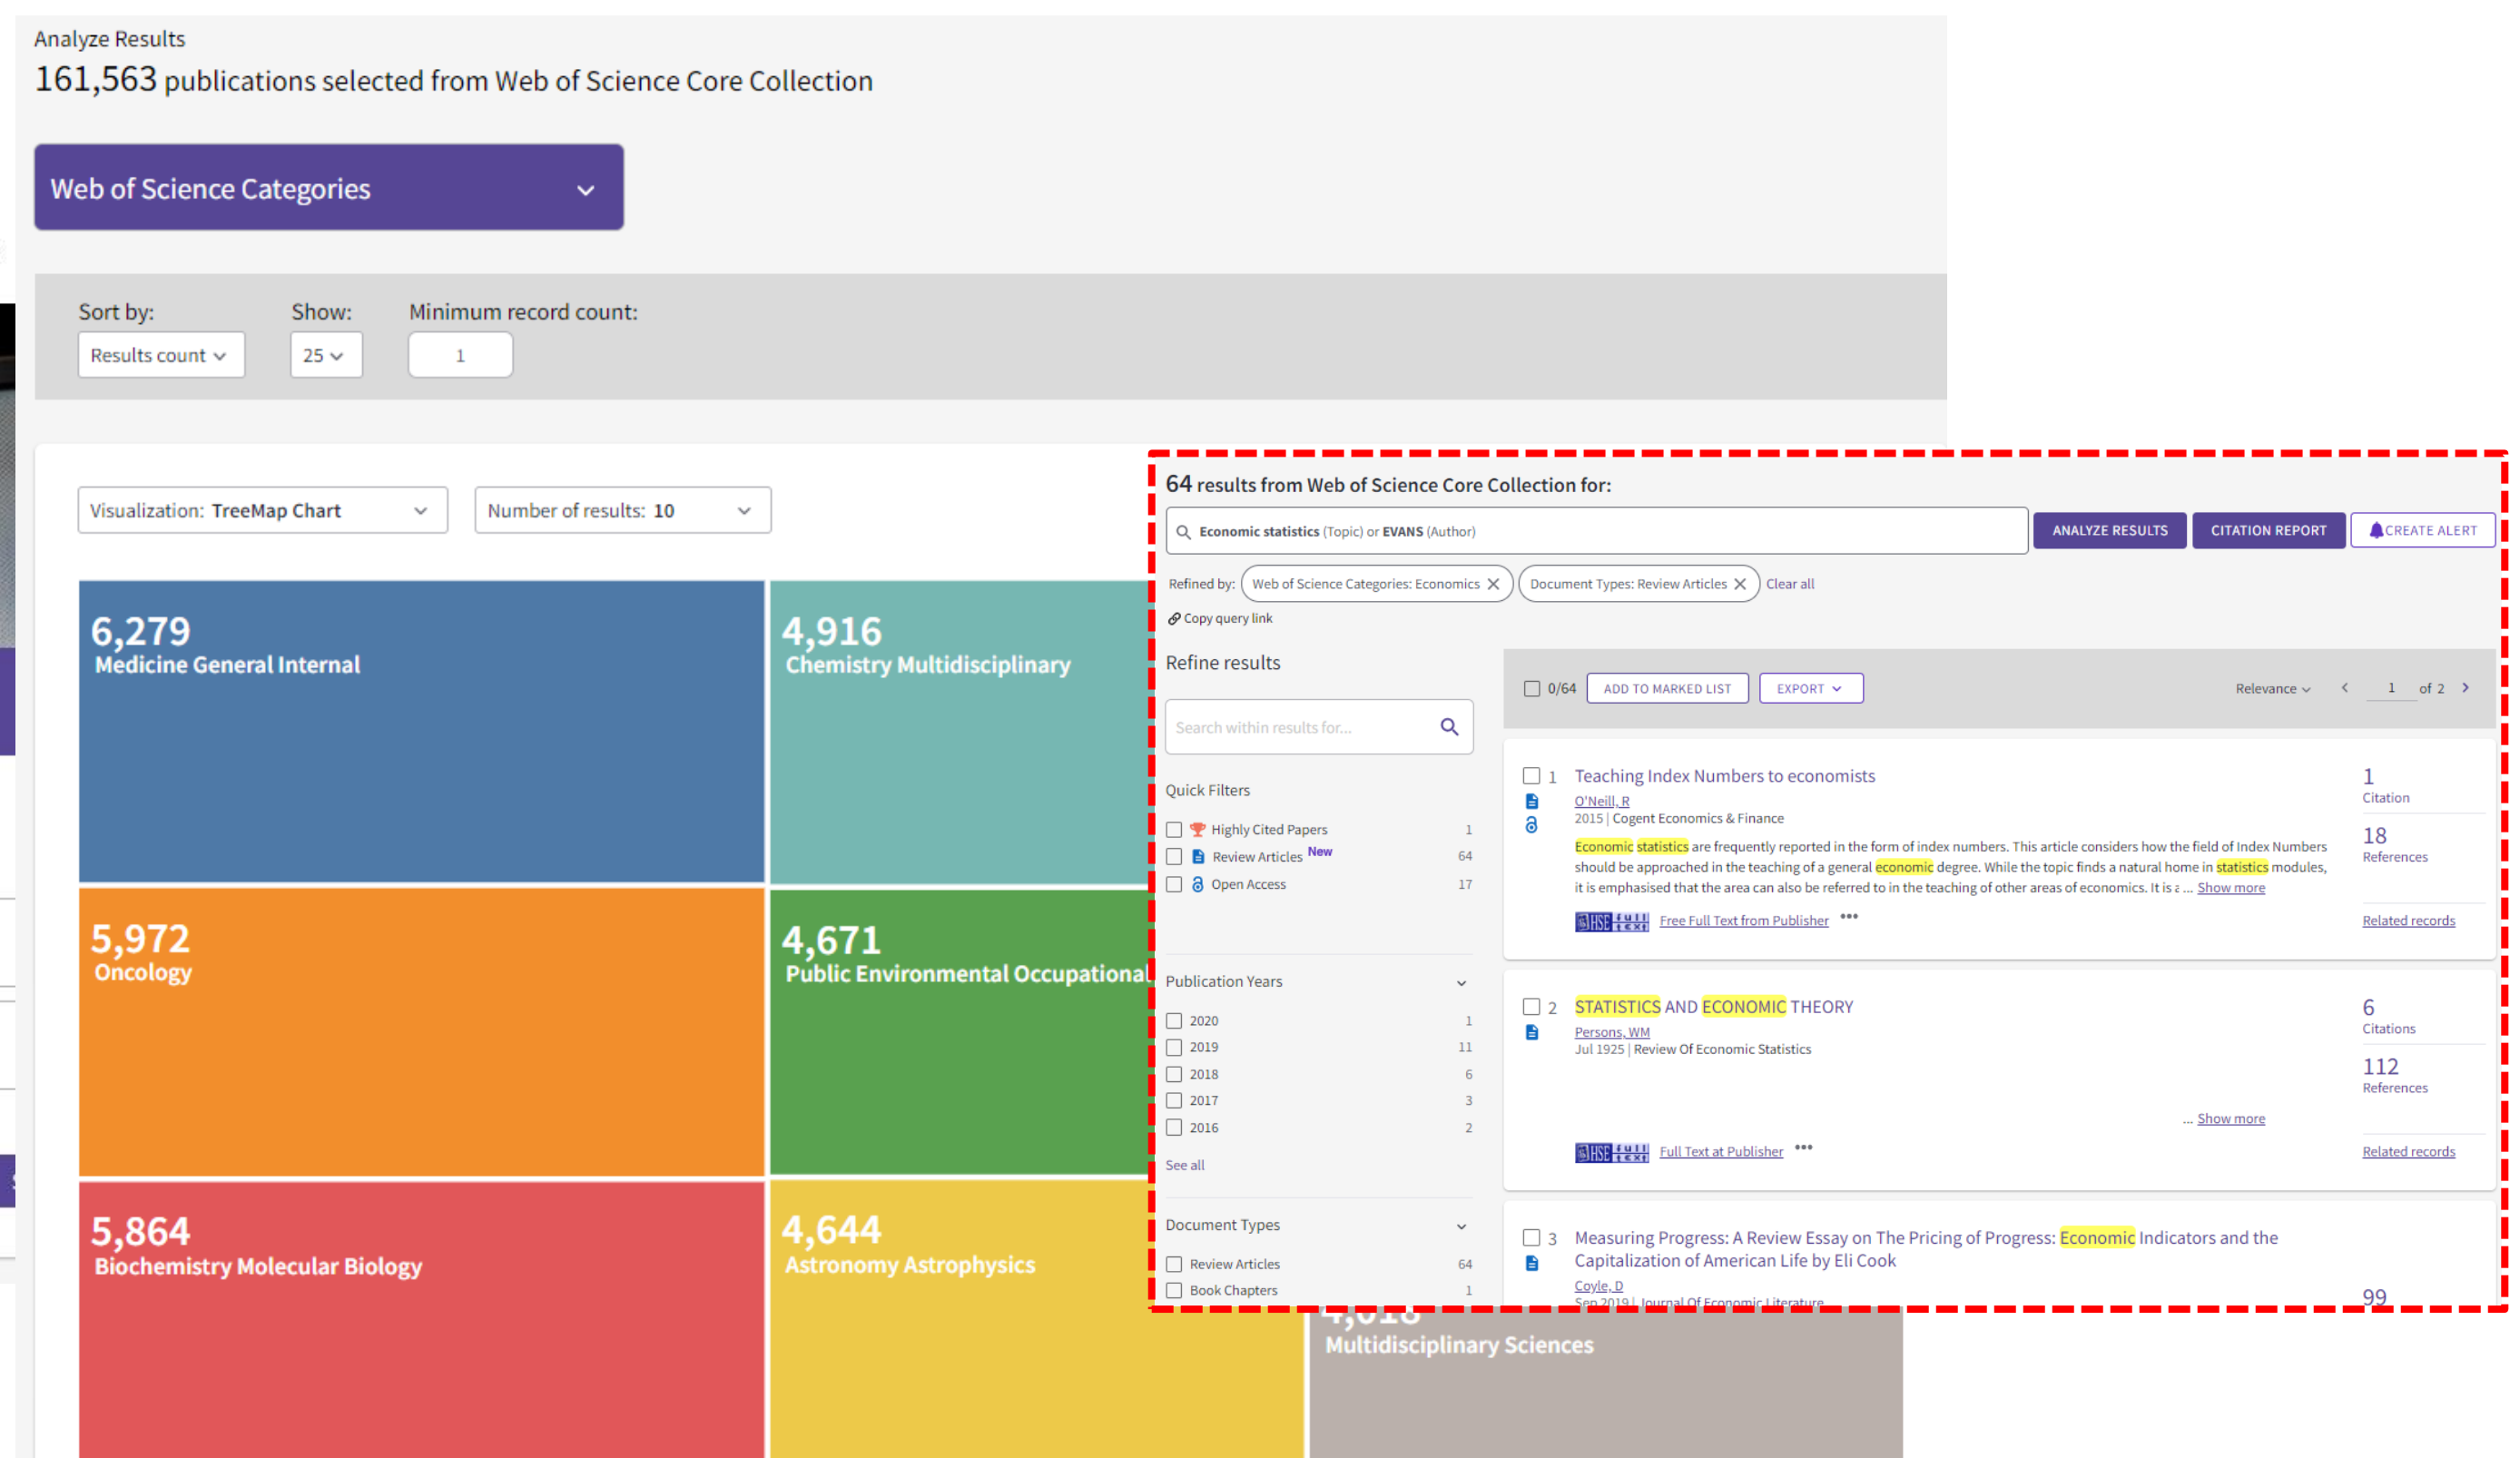 Analyze Results
161,563 publications selected from Web of Science Core Collection
Web of Science Categories
Sort by: Show: Minimum record count:
Results count 25 1
Visualization: TreeMap Chart Number of results: 10
6,279
Medicine General Internal
4,916
Chemistry Multidisciplinary
5,972
Oncology
4,671
Public Environmental Occupational
5,864
Biochemistry Molecular Biology
4,644
Astronomy Astrophysics
4,018
Multidisciplinary Sciences
64 results from Web of Science Core Collection for:
Economic statistics (Topic) or EVANS (Author)
ANALYZE RESULTS CITATION REPORT CREATE ALERT
Refined by: Web of Science Categories: Economics Document Types: Review Articles Clear all
Copy query link
Refine results
Search within results for...
Quick Filters
Highly Cited Papers 1
Review Articles New 64
Open Access 17
Publication Years
2020 1
2019 11
2018 6
2017 3
2016 2
See all
Document Types
Review Articles 64
Book Chapters 1
0/64 ADD TO MARKED LIST EXPORT Relevance 1 of 2
1 Teaching Index Numbers to economists
O'Neill, R
2015 | Cogent Economics & Finance
Economic statistics are frequently reported in the form of index numbers. This article considers how the field of Index Numbers
should be approached in the teaching of a general economic degree. While the topic finds a natural home in statistics modules,
it is emphasised that the area can also be referred to in the teaching of other areas of economics. It is ... Show more
HSE full text Free Full Text from Publisher
1
Citation
18
References
Related records
2 STATISTICS AND ECONOMIC THEORY
Persons, WM
Jul 1925 | Review Of Economic Statistics
... Show more
HSE full text Full Text at Publisher
6
Citations
112
References
Related records
3 Measuring Progress: A Review Essay on The Pricing of Progress: Economic Indicators and the
Capitalization of American Life by Eli Cook
Coyle, D
Sep 2019 | Journal Of Economic Literature
99